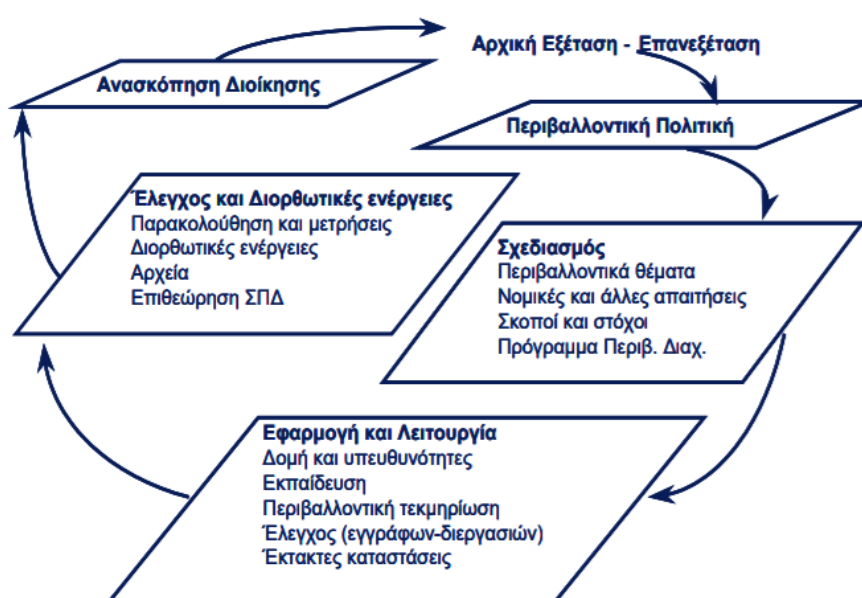 Αρχική Εξέταση - Επανεξέταση
Ανασκόπηση Διοίκησης
Περιβαλλοντική Πολιτική
Έλεγχος και Διορθωτικές ενέργειες
Παρακολούθηση και μετρήσεις
Διορθωτικές ενέργειες
Αρχεία
Επιθεώρηση ΣΠΔ
Σχεδιασμός
Περιβαλλοντικά θέματα
Νομικές και άλλες απαιτήσεις
Σκοποί και στόχοι
Πρόγραμμα Περιβ. Διαχ.
Εφαρμογή και Λειτουργία
Δομή και υπευθυνότητες
Εκπαίδευση
Περιβαλλοντική τεκμηρίωση
Έλεγχος (εγγράφων-διεργασιών)
Έκτακτες καταστάσεις